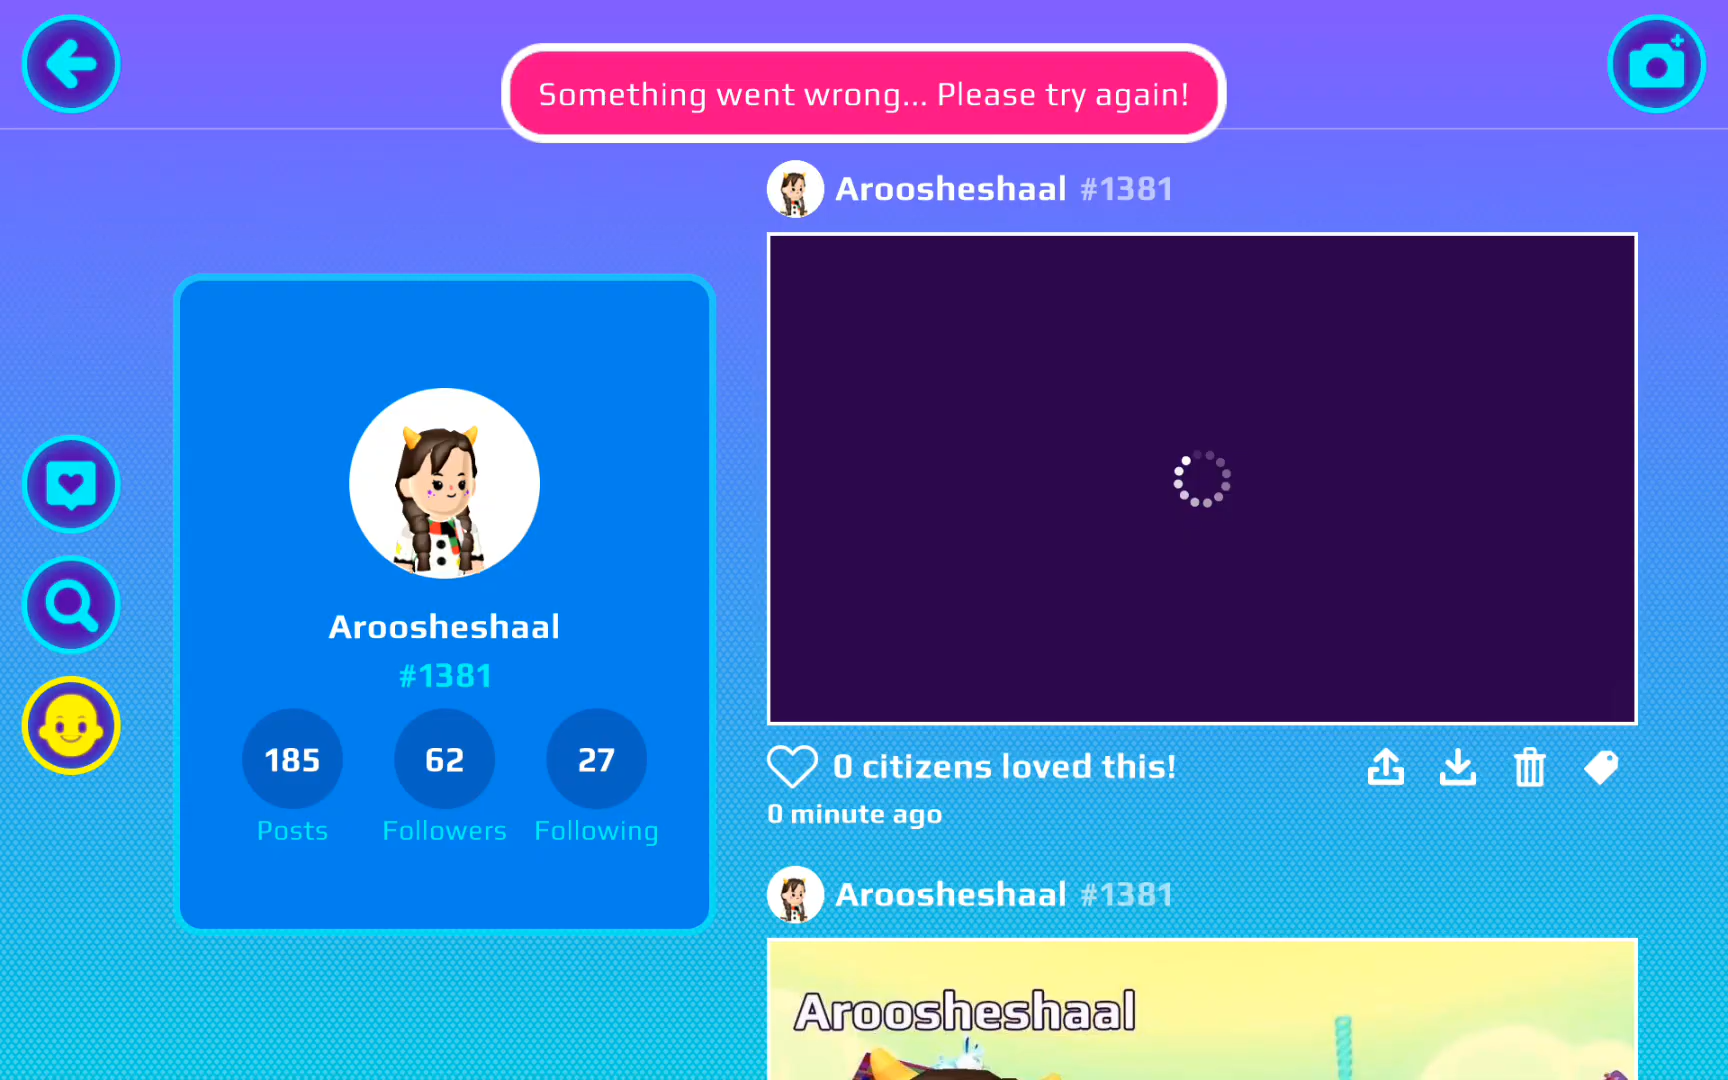 Something went wrong... Please try again!
Aroosheshaal #1381
Aroosheshaal
#1381
185
62
27
Posts
Followers
Following
0 citizens loved this!
0 minute ago
Aroosheshaal #1381
Aroosheshaal